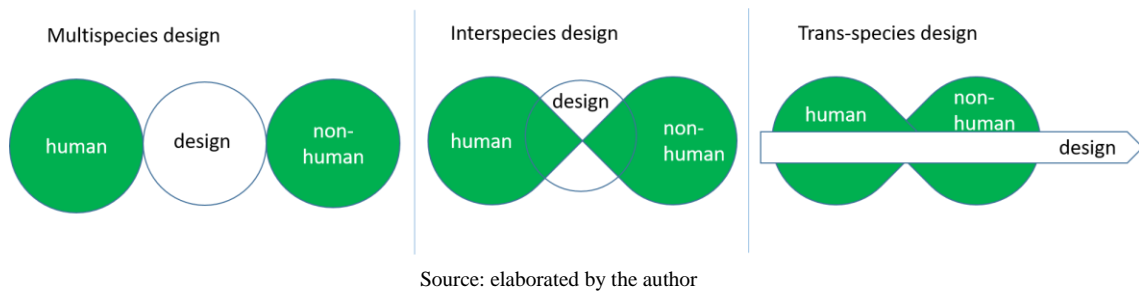 Multispecies design
human
design
non-
human
Interspecies design
human
design
non-
human
Trans-species design
human
non-
human
design
Source: elaborated by the author